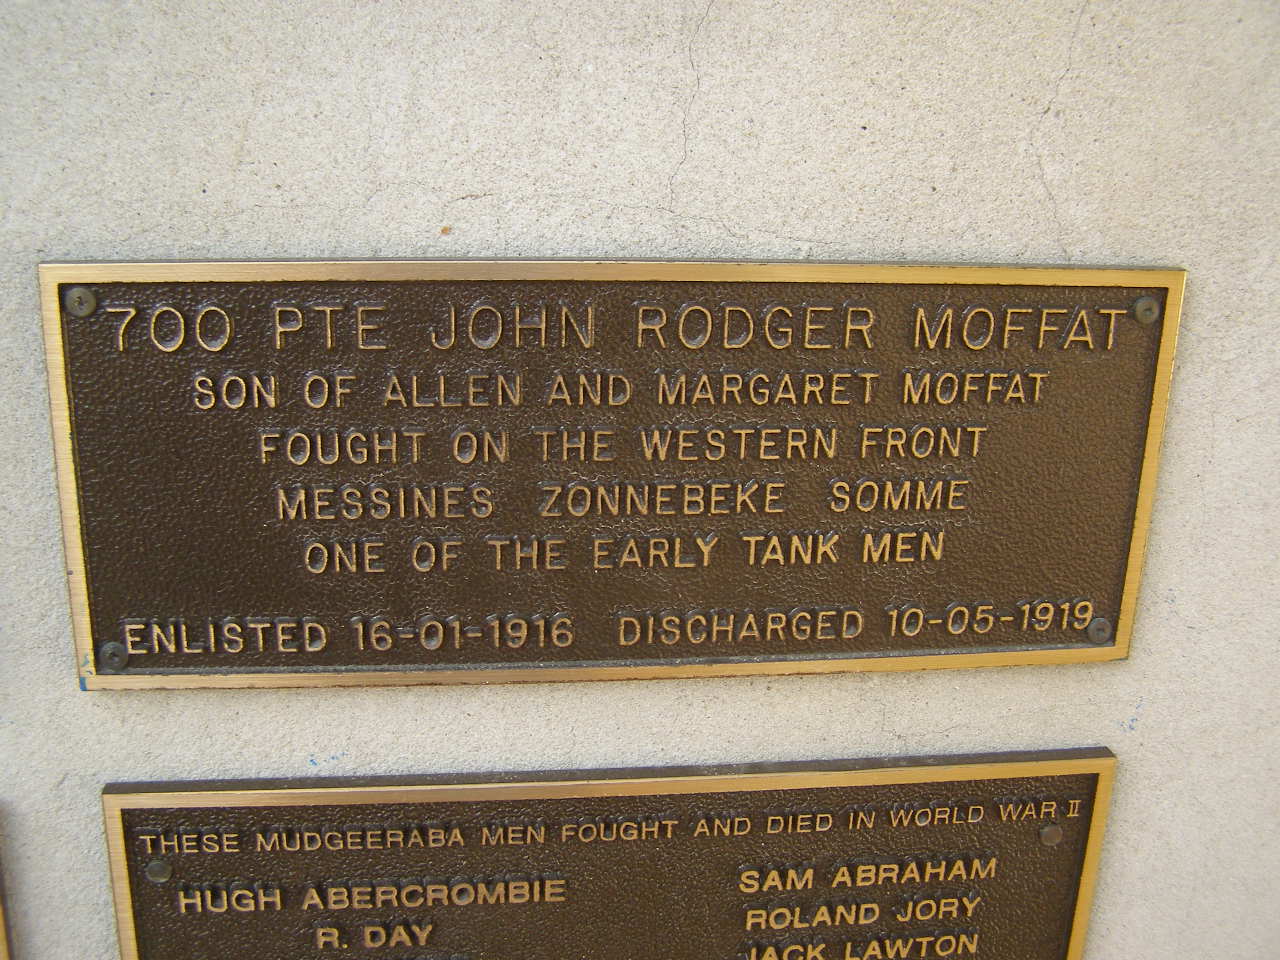 700 PTE JOHN RODGER MOFFAT
SON OF ALLEN AND MARGARET MOFFAT
FOUGHT ON THE WESTERN FRONT
MESSINES ZONNEBEKE SOMME
ONE OF THE EARLY TANK MEN
ENLISTED 16-01-1916 DISCHARGED 10-05-1919
THESE MUDGEERABA MEN FOUGHT AND DIED IN WORLD WAR II
HUGH ABERCROMBIE SAM ABRAHAM
R. DAY ROLAND JORY
JACK LAWTON